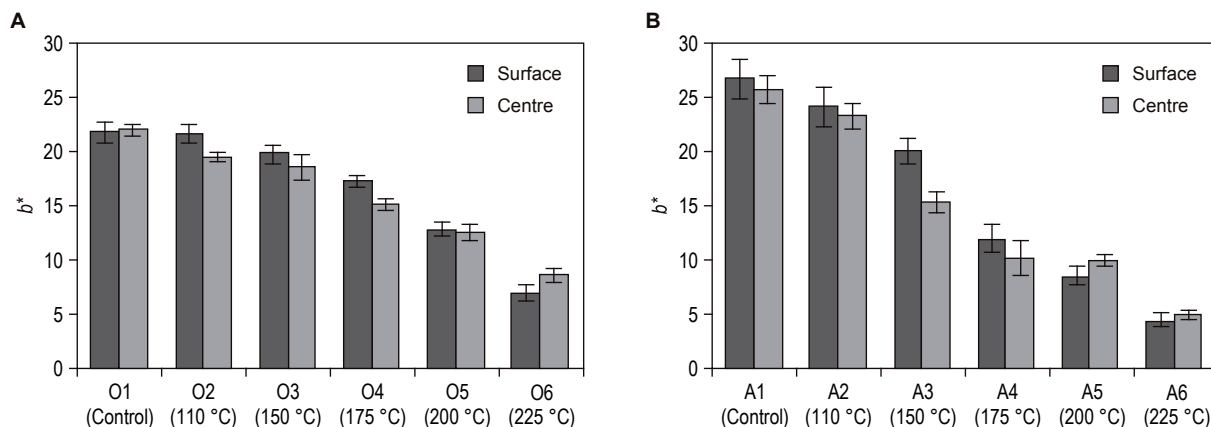 A
30
25
20
15
10
5
0
b*
Surface
Centre
O1 O2 O3 O4 O5 O6
(Control) (110 °C) (150 °C) (175 °C) (200 °C) (225 °C)
B
30
25
20
15
10
5
0
b*
Surface
Centre
A1 A2 A3 A4 A5 A6
(Control) (110 °C) (150 °C) (175 °C) (200 °C) (225 °C)